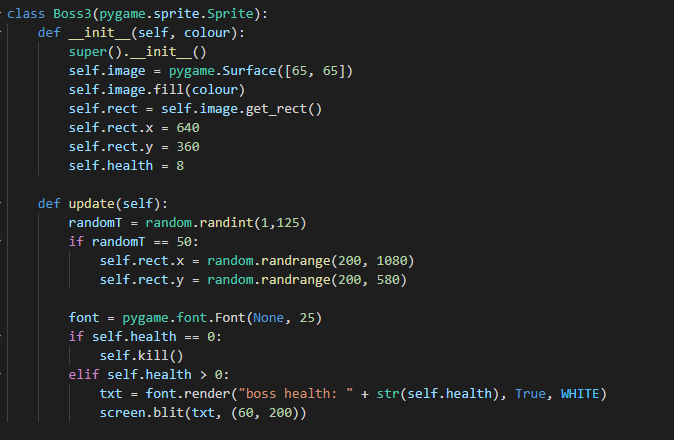 class Boss3(pygame.sprite.Sprite):
    def __init__(self, colour):
        super().__init__()
        self.image = pygame.Surface([65, 65])
        self.image.fill(colour)
        self.rect = self.image.get_rect()
        self.rect.x = 640
        self.rect.y = 360
        self.health = 8

    def update(self):
        randomT = random.randint(1,125)
        if randomT == 50:
            self.rect.x = random.randrange(200, 1080)
            self.rect.y = random.randrange(200, 580)

        font = pygame.font.Font(None, 25)
        if self.health == 0:
            self.kill()
        elif self.health > 0:
            txt = font.render("boss health: " + str(self.health), True, WHITE)
            screen.blit(txt, (60, 200))